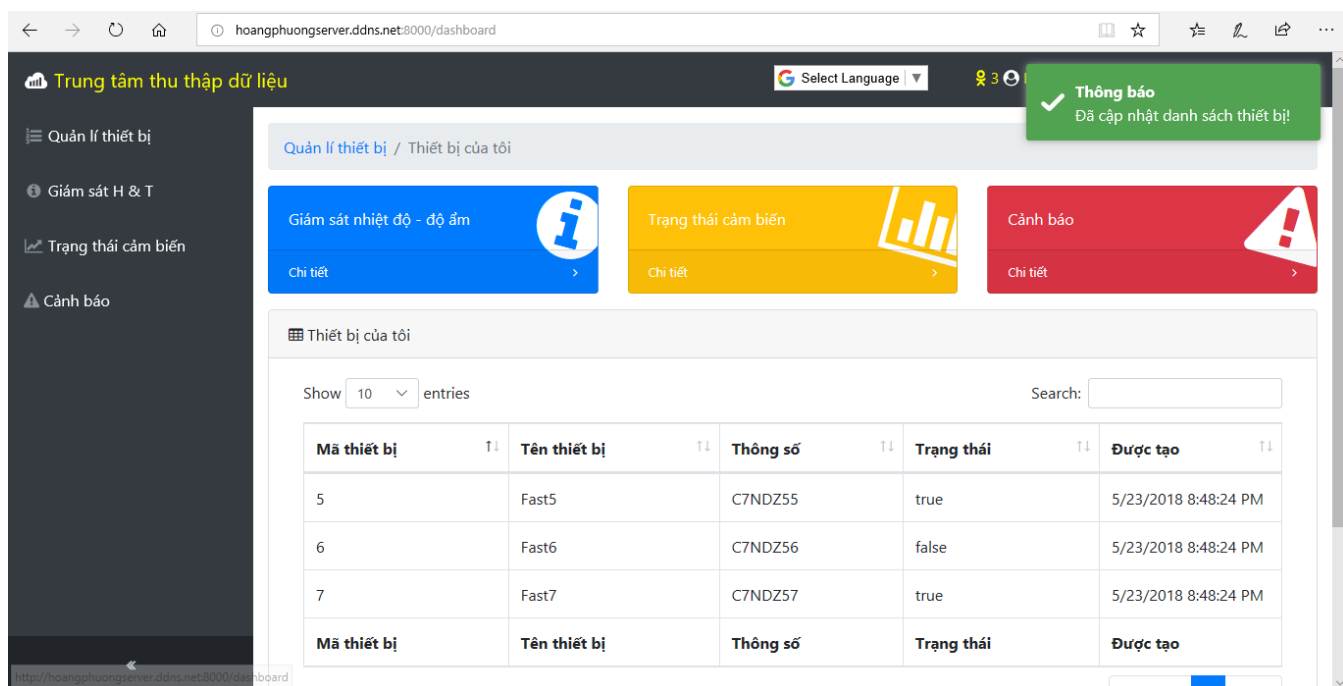 hoangphuongserver.ddns.net:8000/dashboard
Trung tâm thu thập dữ liệu
Select Language ▼
3
Thông báo
Đã cập nhật danh sách thiết bị!
Quản lí thiết bị
Giám sát H & T
Trạng thái cảm biến
Cảnh báo
Quản lí thiết bị / Thiết bị của tôi
Giám sát nhiệt độ - độ ẩm
Chi tiết
Trạng thái cảm biến
Chi tiết
Cảnh báo
Chi tiết
Thiết bị của tôi
Show 10 entries
Search:
Mã thiết bị Tên thiết bị Thông số Trạng thái Được tạo
5 Fast5 C7NDZ55 true 5/23/2018 8:48:24 PM
6 Fast6 C7NDZ56 false 5/23/2018 8:48:24 PM
7 Fast7 C7NDZ57 true 5/23/2018 8:48:24 PM
Mã thiết bị Tên thiết bị Thông số Trạng thái Được tạo
http://hoangphuongserver.ddns.net:8000/dashboard